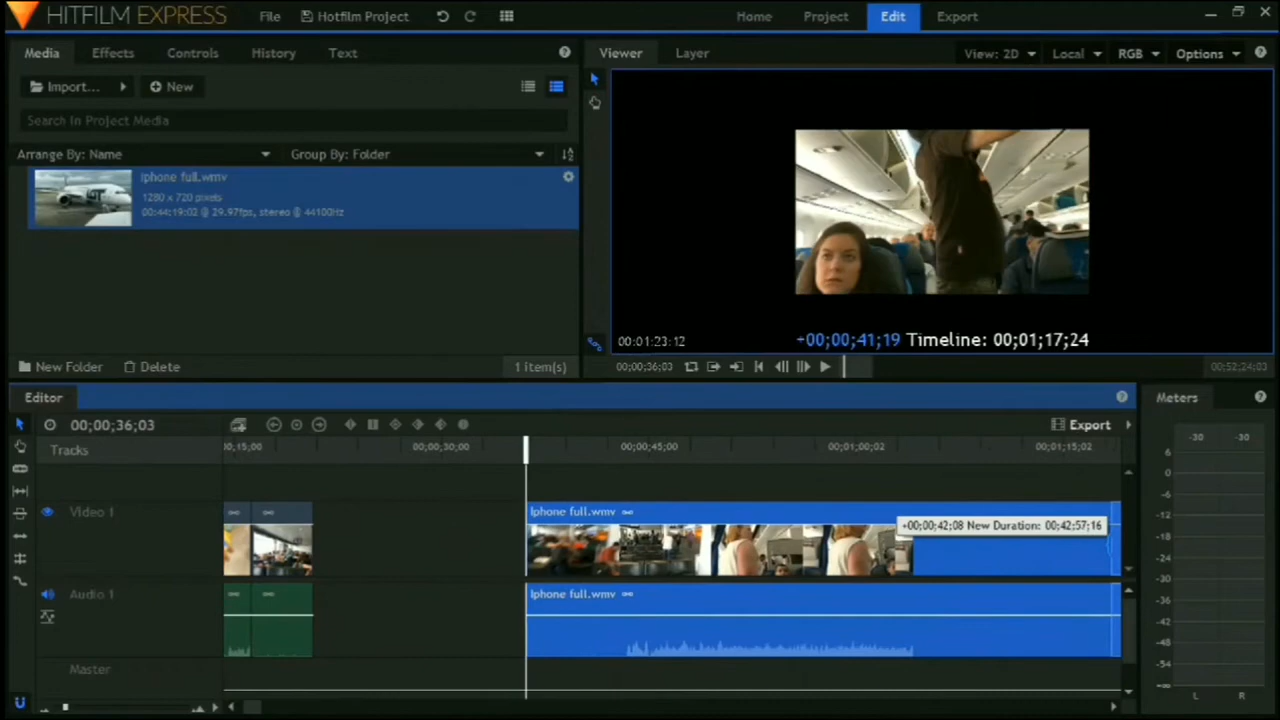 HITFILM EXPRESS
File
Hotfilm Project
Home
Project
Edit
Export
Media
Effects
Controls
History
Text
Viewer
Layer
View: 2D
Local
RGB
Options
Import...
New
Search In Project Media
Arrange By: Name
Group By: Folder
Iphone full.wmv
1280 x 720 pixels
00:44:19:02 @ 29.97fps, stereo @ 44100Hz
00:01:23:12
+00;00;41;19 Timeline: 00;01;17;24
New Folder
Delete
1 item(s)
00;00;36;03
00;52;24;03
Editor
Meters
00;00;36;03
Export
Tracks
00;15;00
00;00;30;00
00;00;45;00
00;01;00;02
00;01;15;02
Video 1
Iphone full.wmv
+00;00;42;08 New Duration: 00;42;57;16
Audio 1
Iphone full.wmv
Master
-30
-30
6
0
-6
-12
-18
-24
-30
-36
-42
-54
-∞
L
R